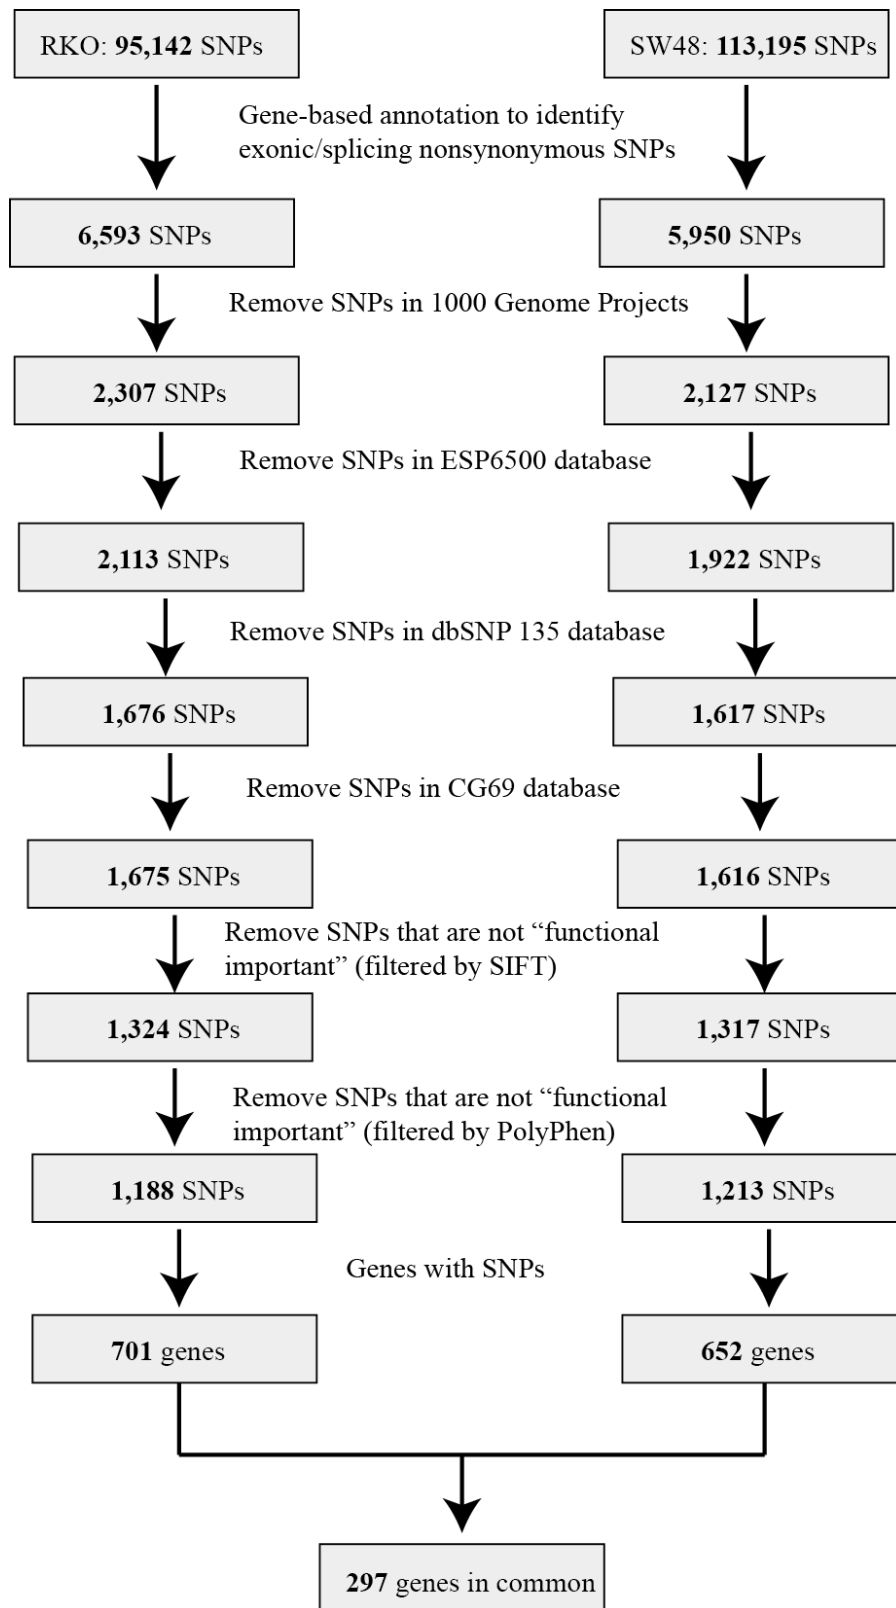 RKO: 95,142 SNPs
SW48: 113,195 SNPs
Gene-based annotation to identify
exonic/splicing nonsynonymous SNPs
6,593 SNPs
5,950 SNPs
Remove SNPs in 1000 Genome Projects
2,307 SNPs
2,127 SNPs
Remove SNPs in ESP6500 database
2,113 SNPs
1,922 SNPs
Remove SNPs in dbSNP 135 database
1,676 SNPs
1,617 SNPs
Remove SNPs in CG69 database
1,675 SNPs
1,616 SNPs
Remove SNPs that are not “functional
important” (filtered by SIFT)
1,324 SNPs
1,317 SNPs
Remove SNPs that are not “functional
important” (filtered by PolyPhen)
1,188 SNPs
1,213 SNPs
Genes with SNPs
701 genes
652 genes
297 genes in common